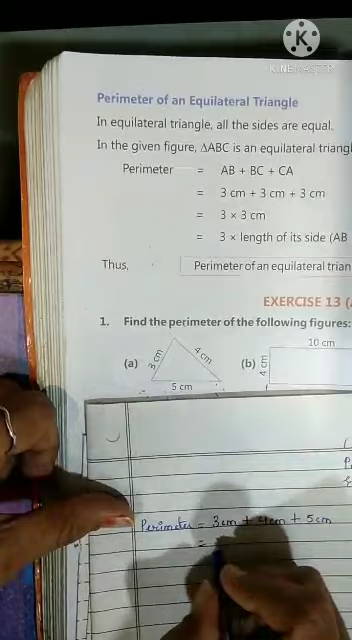 K
KINEMASTER
Perimeter of an Equilateral Triangle
In equilateral triangle, all the sides are equal.
In the given figure, ΔABC is an equilateral triangl
Perimeter = AB + BC + CA
= 3 cm + 3 cm + 3 cm
= 3 × 3 cm
= 3 × length of its side (AB
Thus,
Perimeter of an equilateral trian
EXERCISE 13 (
1. Find the perimeter of the following figures:
(a) 3 cm 4 cm 5 cm
(b) 10 cm 4 cm
Perimeter = 3cm + 4cm + 5cm
=